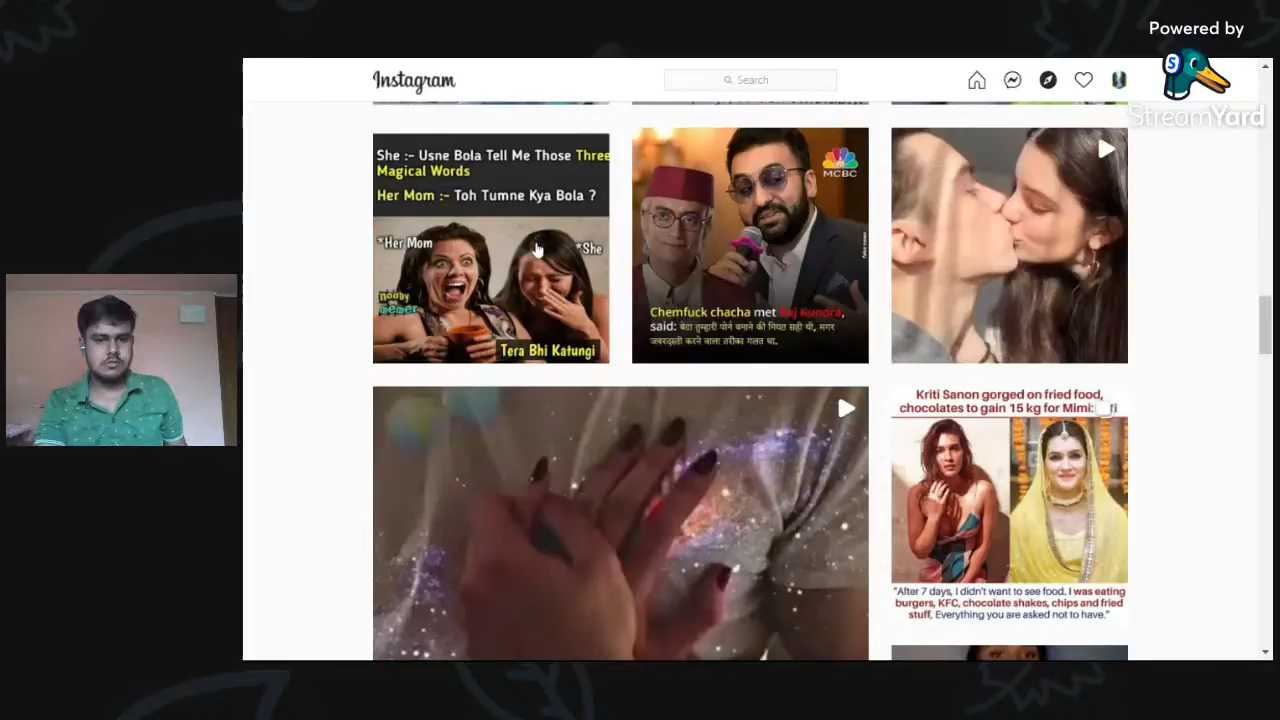 Powered by
StreamYard
Instagram
Search
She :- Usne Bola Tell Me Those Three
Magical Words
Her Mom :- Toh Tumne Kya Bola ?
*Her Mom
*She
nooby
memer
Tera Bhi Katungi
MCBC
Chemfuck chacha met Raj Kundra,
said: बेटा तुम्हारी पोर्न बनाने की नियत सही थी, मगर
जबरदस्ती करने वाला तरीका गलत था.
Kriti Sanon gorged on fried food,
chocolates to gain 15 kg for Mimi:
"After 7 days, I didn't want to see food. I was eating
burgers, KFC, chocolate shakes, chips and fried
stuff, Everything you are asked not to have."